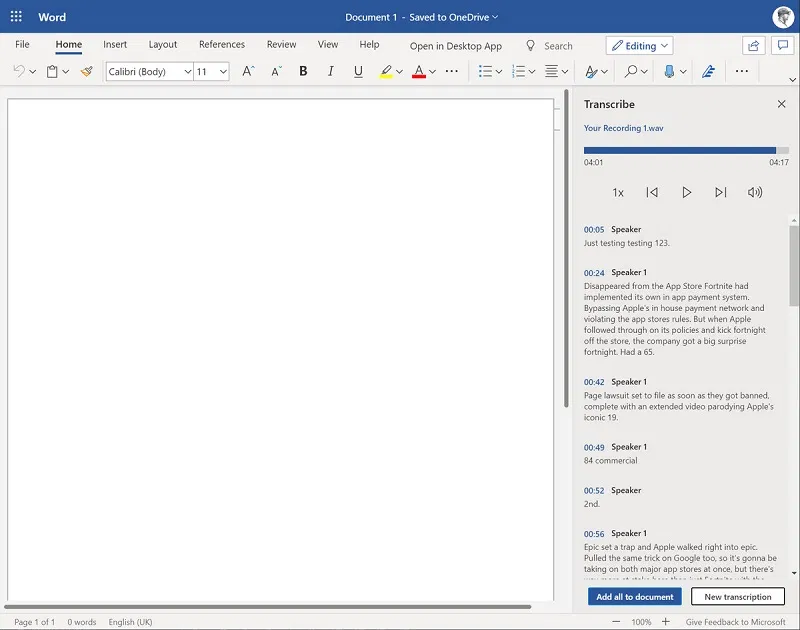 Word
Document 1 - Saved to OneDrive
File Home Insert Layout References Review View Help Open in Desktop App Search Editing
Calibri (Body) 11 A A B I U A
Transcribe
Your Recording 1.wav
04:01 04:17
1x
00:05 Speaker
Just testing testing 123.
00:24 Speaker 1
Disappeared from the App Store Fortnite had
implemented its own in app payment system.
Bypassing Apple's in house payment network and
violating the app stores rules. But when Apple
followed through on its policies and kick fortnight
off the store, the company got a big surprise
fortnight. Had a 65.
00:42 Speaker 1
Page lawsuit set to file as soon as they got banned,
complete with an extended video parodying Apple's
iconic 19.
00:49 Speaker 1
84 commercial
00:52 Speaker
2nd.
00:56 Speaker 1
Epic set a trap and Apple walked right into epic.
Pulled the same trick on Google too, so it's gonna be
taking on both major app stores at once, but there's
Add all to document New transcription
Page 1 of 1 0 words English (UK) 100% Give Feedback to Microsoft